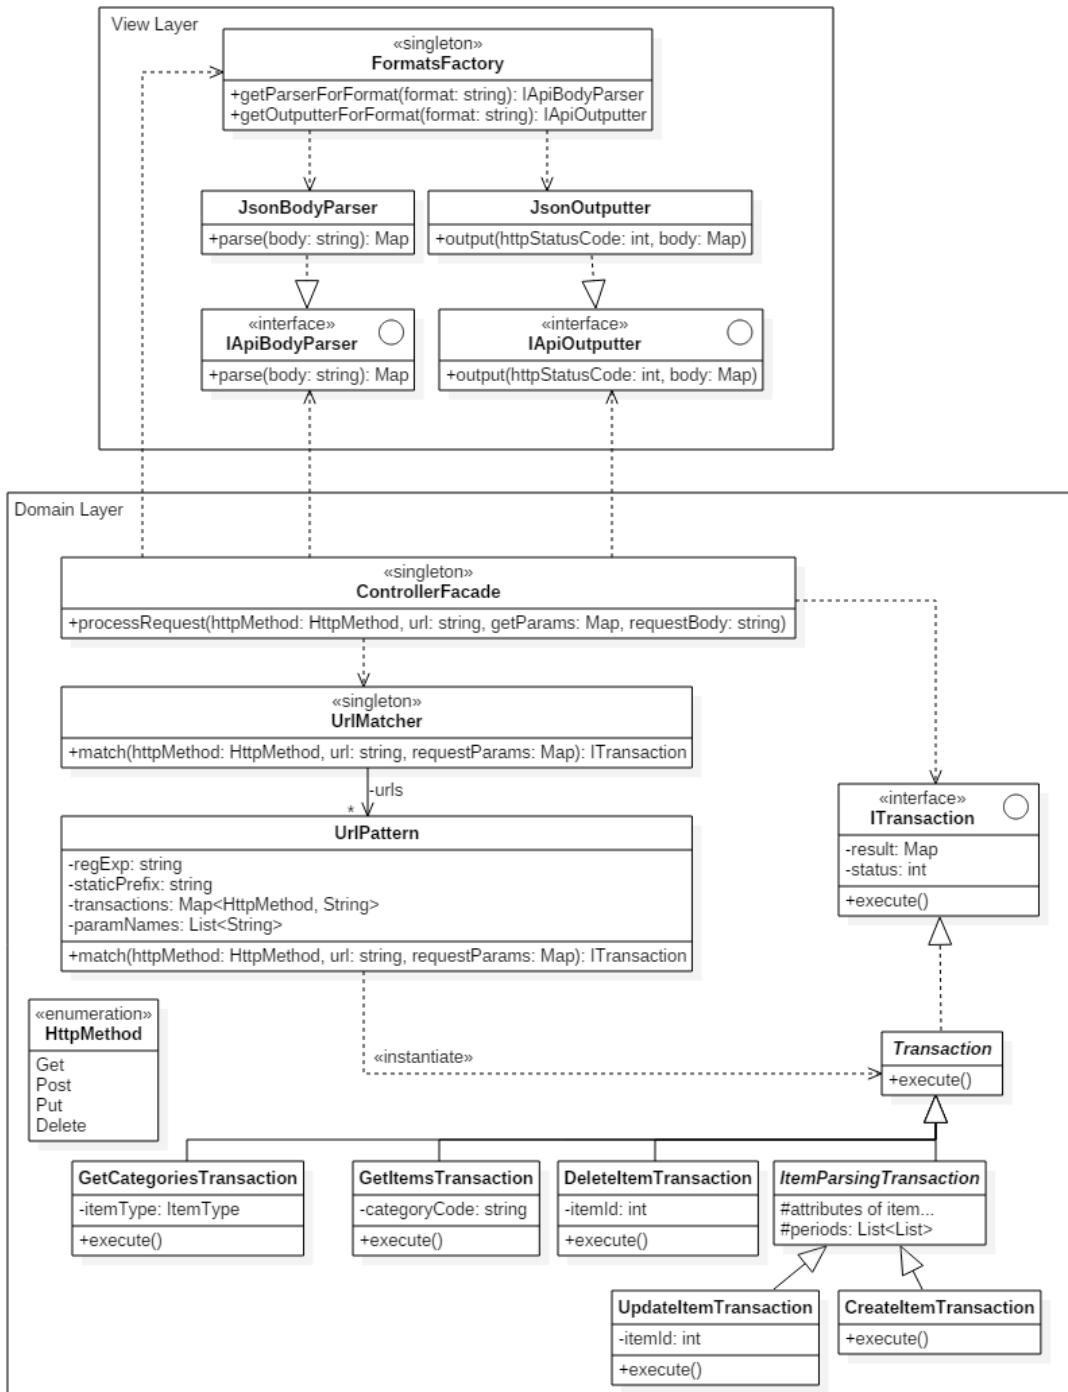 View Layer
«singleton»
FormatsFactory
+getParserForFormat(format: string): IApiBodyParser
+getOutputterForFormat(format: string): IApiOutputter
JsonBodyParser
+parse(body: string): Map
JsonOutputter
+output(httpStatusCode: int, body: Map)
«interface»
IApiBodyParser
+parse(body: string): Map
«interface»
IApiOutputter
+output(httpStatusCode: int, body: Map)
Domain Layer
«singleton»
ControllerFacade
+processRequest(httpMethod: HttpMethod, url: string, getParams: Map, requestBody: string)
«singleton»
UrlMatcher
+match(httpMethod: HttpMethod, url: string, requestParams: Map): ITransaction
-urls
*
UrlPattern
-regExp: string
-staticPrefix: string
-transactions: Map<HttpMethod, String>
-paramNames: List<String>
+match(httpMethod: HttpMethod, url: string, requestParams: Map): ITransaction
«interface»
ITransaction
-result: Map
-status: int
+execute()
«enumeration»
HttpMethod
Get
Post
Put
Delete
«instantiate»
Transaction
+execute()
GetCategoriesTransaction
-itemType: ItemType
+execute()
GetItemsTransaction
-categoryCode: string
+execute()
DeleteItemTransaction
-itemId: int
+execute()
ItemParsingTransaction
#attributes of item...
#periods: List<List>
UpdateItemTransaction
-itemId: int
+execute()
CreateItemTransaction
+execute()